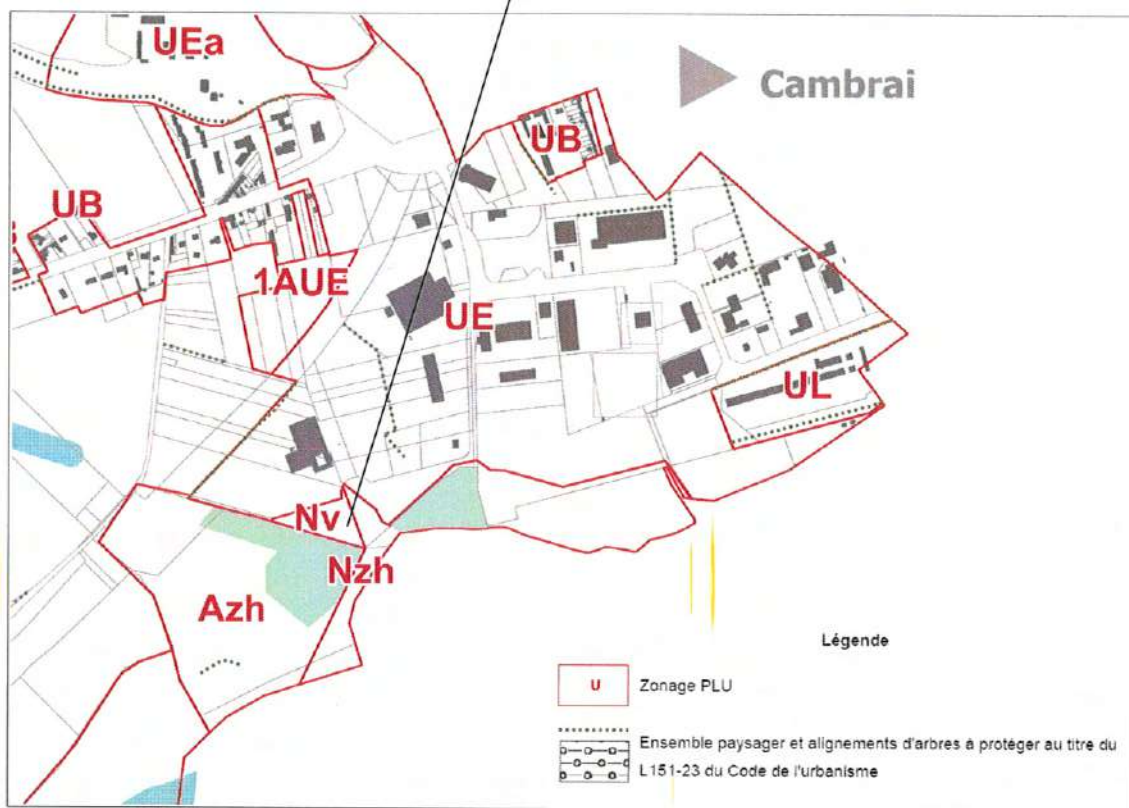 UEa
Cambrai
UB
UB
1AUE
UE
UL
Nv
Nzh
Azh
Légende
U Zonage PLU
Ensemble paysager et alignements d'arbres à protéger au titre du
L151-23 du Code de l'urbanisme